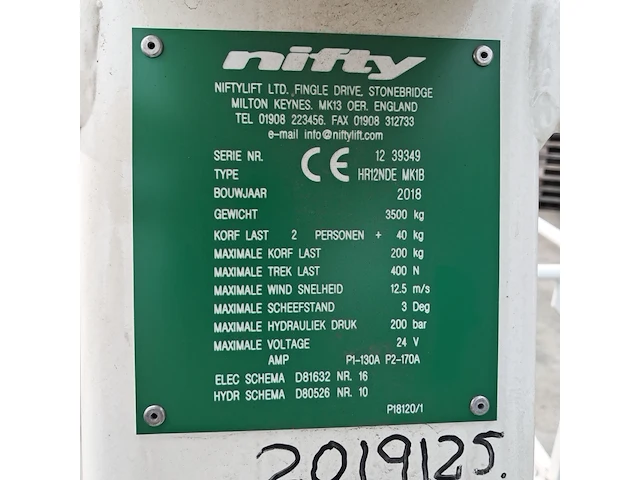 nifty
NIFTYLIFT LTD. ,FINGLE DRIVE, STONEBRIDGE
MILTON KEYNES. MK13 OER. ENGLAND
TEL 01908 223456. FAX 01908 312733
e-mail info@niftylift.com
SERIE NR. CE 12 39349
TYPE HR12NDE MK1B
BOUWJAAR 2018
GEWICHT 3500 kg
KORF LAST 2 PERSONEN + 40 kg
MAXIMALE KORF LAST 200 kg
MAXIMALE TREK LAST 400 N
MAXIMALE WIND SNELHEID 12.5 m/s
MAXIMALE SCHEEFSTAND 3 Deg
MAXIMALE HYDRAULIEK DRUK 200 bar
MAXIMALE VOLTAGE 24 V
AMP P1-130A P2-170A
ELEC SCHEMA D81632 NR. 16
HYDR SCHEMA D80526 NR. 10
P18120/1
2019125.